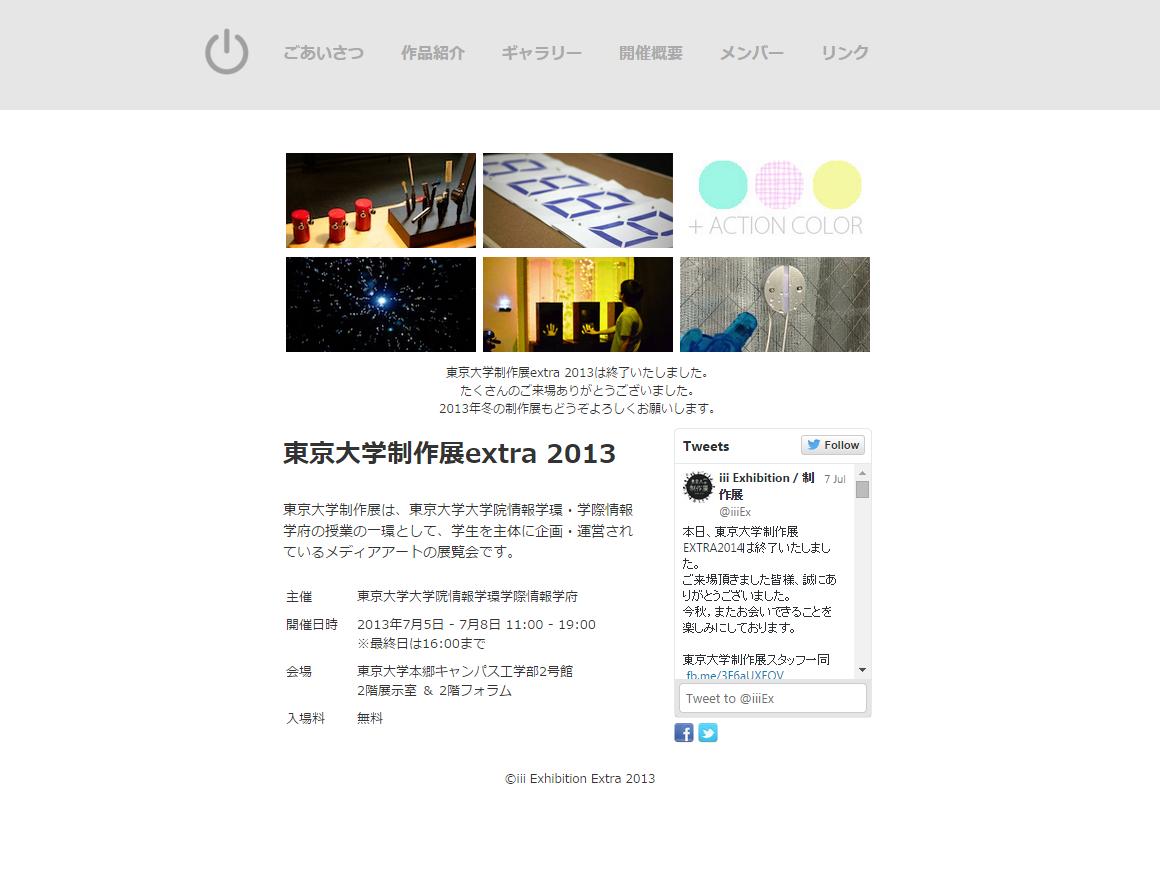 ごあいさつ 作品紹介 ギャラリー 開催概要 メンバー リンク
+ ACTION COLOR
東京大学制作展extra 2013は終了いたしました。
たくさんのご来場ありがとうございました。
2013年冬の制作展もどうぞよろしくお願いします。
東京大学制作展extra 2013
東京大学制作展は、東京大学大学院情報学環・学際情報
学府の授業の一環として、学生を主体に企画・運営され
ているメディアアートの展覧会です。
主催 東京大学大学院情報学環学際情報学府
開催日時 2013年7月5日 - 7月8日 11:00 - 19:00
※最終日は16:00まで
会場 東京大学本郷キャンパス工学部2号館
2階展示室 & 2階フォラム
入場料 無料
Tweets Follow
iii Exhibition / 制 7 Jul
作展
@iiiEx
本日、東京大学制作展
EXTRA2014は終了いたしまし
た。
ご来場頂きました皆様、誠にあ
りがとうございました。
今秋，またお会いできることを
楽しみにしております。
東京大学制作展スタッフ一同
fb.me/3F6aUXFOV
Tweet to @iiiEx
©iii Exhibition Extra 2013